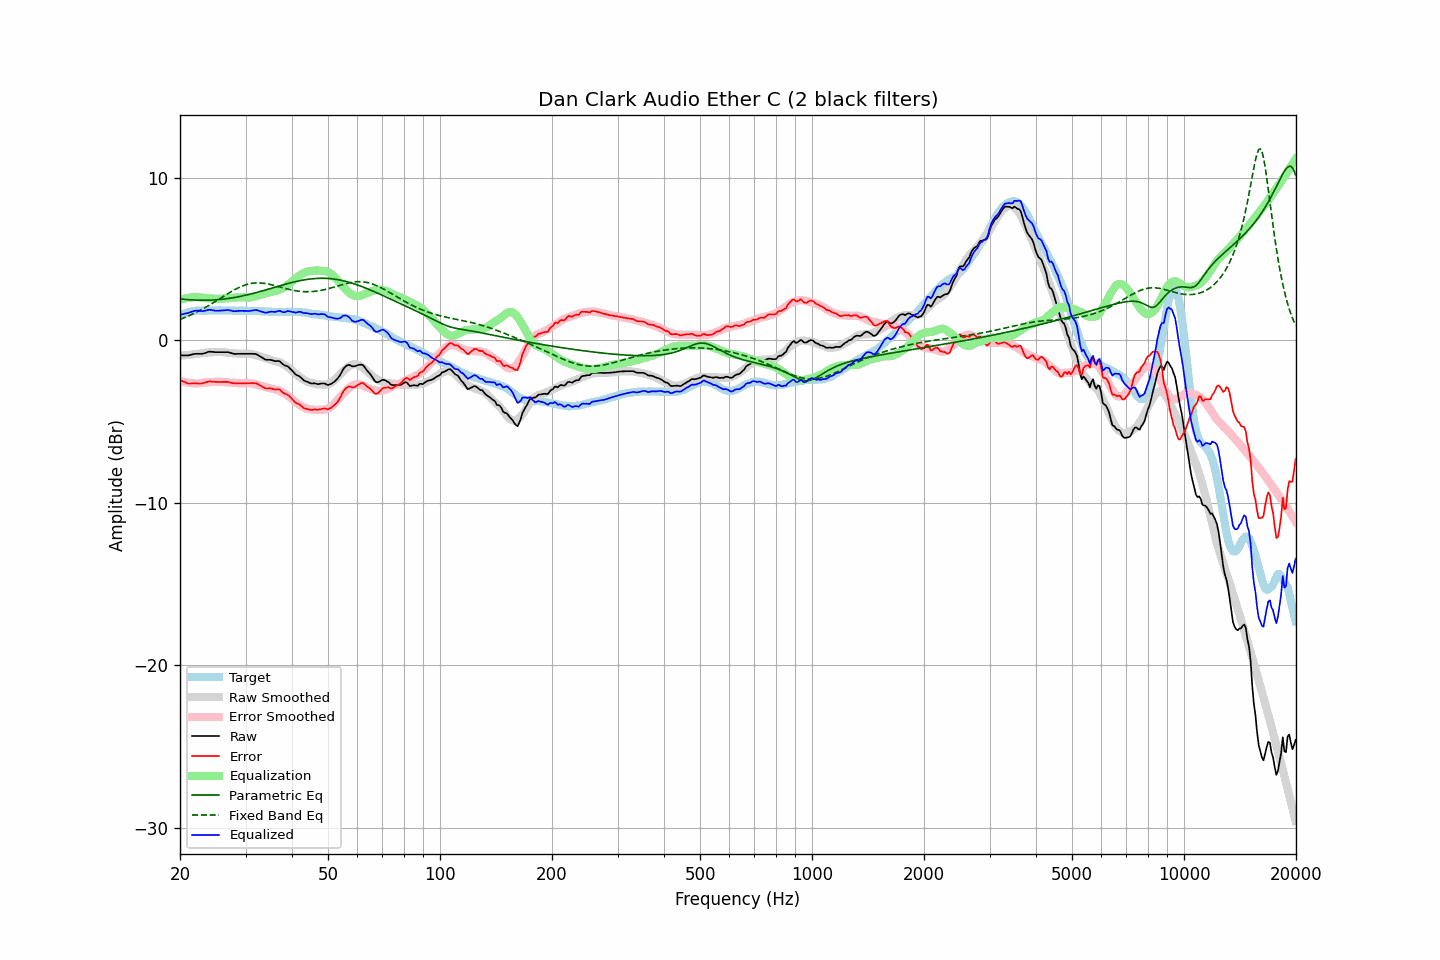 Dan Clark Audio Ether C (2 black filters)
10
0
−10
−20
−30
Amplitude (dBr)
Target
Raw Smoothed
Error Smoothed
Raw
Error
Equalization
Parametric Eq
Fixed Band Eq
Equalized
20 50 100 200 500 1000 2000 5000 10000 20000
Frequency (Hz)